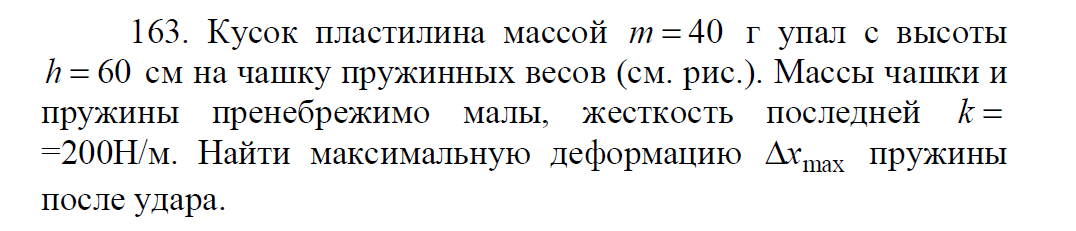 163. Кусок пластилина массой m = 40 г упал с высоты
h = 60 см на чашку пружинных весов (см. рис.). Массы чашки и
пружины пренебрежимо малы, жесткость последней k =
=200Н/м. Найти максимальную деформацию Δxmax пружины
после удара.